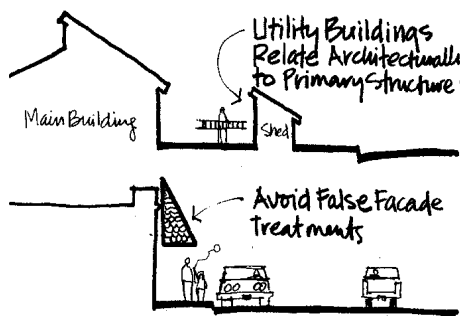 Utility Buildings
Relate Architecturally
to Primary Structure
Main Building
Shed
Avoid False Facade
Treatments